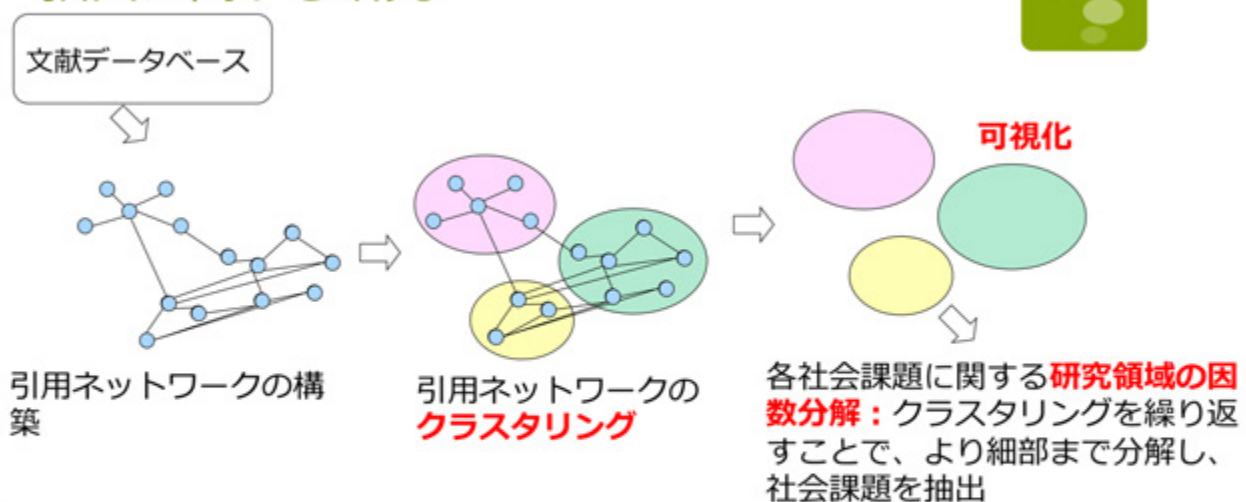 文献データベース
可視化
引用ネットワークの構
築
引用ネットワークの
クラスタリング
各社会課題に関する研究領域の因
数分解：クラスタリングを繰り返
すことで、より細部まで分解し、
社会課題を抽出